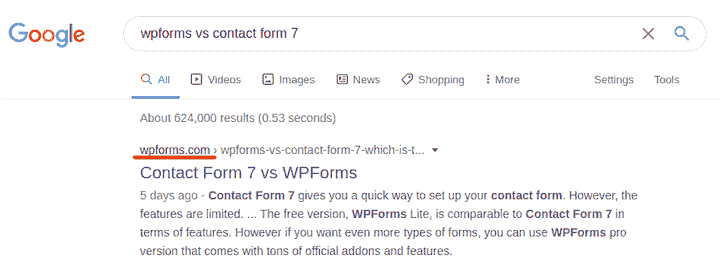 Google
wpforms vs contact form 7
All Videos Images News Shopping More Settings Tools
About 624,000 results (0.53 seconds)
wpforms.com › wpforms-vs-contact-form-7-which-is-t...
Contact Form 7 vs WPForms
5 days ago - Contact Form 7 gives you a quick way to set up your contact form. However, the
features are limited. ... The free version, WPForms Lite, is comparable to Contact Form 7 in
terms of features. However if you want even more types of forms, you can use WPForms pro
version that comes with tons of official addons and features.